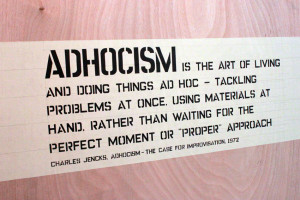 ADHOCISM IS THE ART OF LIVING
AND DOING THINGS AD HOC – TACKLING
PROBLEMS AT ONCE, USING MATERIALS AT
HAND, RATHER THAN WAITING FOR THE
PERFECT MOMENT OR "PROPER" APPROACH
CHARLES JENCKS, ADHOCISM – THE CASE FOR IMPROVISATION, 1972